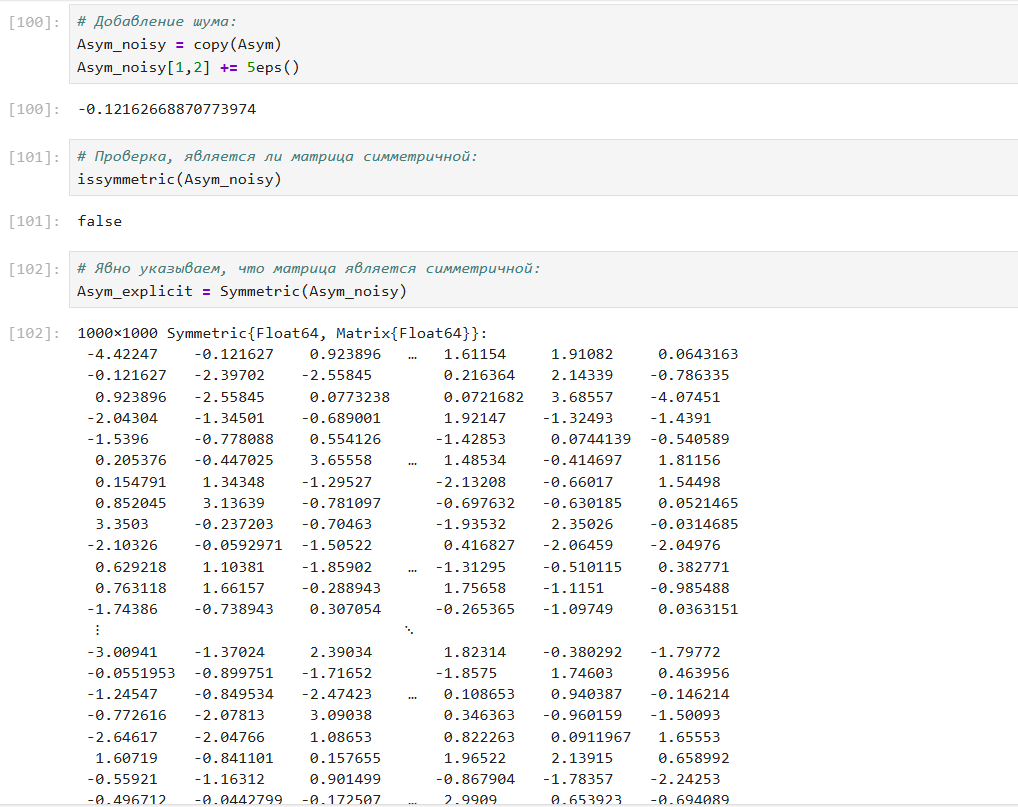 [100]: # Добавление шума:
Asym_noisy = copy(Asym)
Asym_noisy[1,2] += 5eps()
[100]: -0.12162668870773974
[101]: # Проверка, является ли матрица симметричной:
issymmetric(Asym_noisy)
[101]: false
[102]: # Явно указываем, что матрица является симметричной:
Asym_explicit = Symmetric(Asym_noisy)
[102]: 1000×1000 Symmetric{Float64, Matrix{Float64}}:
-4.42247 -0.121627 0.923896 … 1.61154 1.91082 0.0643163
-0.121627 -2.39702 -2.55845 0.216364 2.14339 -0.786335
0.923896 -2.55845 0.0773238 0.0721682 3.68557 -4.07451
-2.04304 -1.34501 -0.689001 1.92147 -1.32493 -1.4391
-1.5396 -0.778088 0.554126 -1.42853 0.0744139 -0.540589
0.205376 -0.447025 3.65558 … 1.48534 -0.414697 1.81156
0.154791 1.34348 -1.29527 -2.13208 -0.66017 1.54498
0.852045 3.13639 -0.781097 -0.697632 -0.630185 0.0521465
3.3503 -0.237203 -0.70463 -1.93532 2.35026 -0.0314685
-2.10326 -0.0592971 -1.50522 0.416827 -2.06459 -2.04976
0.629218 1.10381 -1.85902 … -1.31295 -0.510115 0.382771
0.763118 1.66157 -0.288943 1.75658 -1.1151 -0.985488
-1.74386 -0.738943 0.307054 -0.265365 -1.09749 0.0363151
⋮ ⋱
-3.00941 -1.37024 2.39034 1.82314 -0.380292 -1.79772
-0.0551953 -0.899751 -1.71652 -1.8575 1.74603 0.463956
-1.24547 -0.849534 -2.47423 … 0.108653 0.940387 -0.146214
-0.772616 -2.07813 3.09038 0.346363 -0.960159 -1.50093
-2.64617 -2.04766 1.08653 0.822263 0.0911967 1.65553
1.60719 -0.841101 0.157655 1.96522 2.13915 0.658992
-0.55921 -1.16312 0.901499 -0.867904 -1.78357 -2.24253
-0.496712 -0.0442799 -0.172507 … 2.9909 0.653923 -0.694089